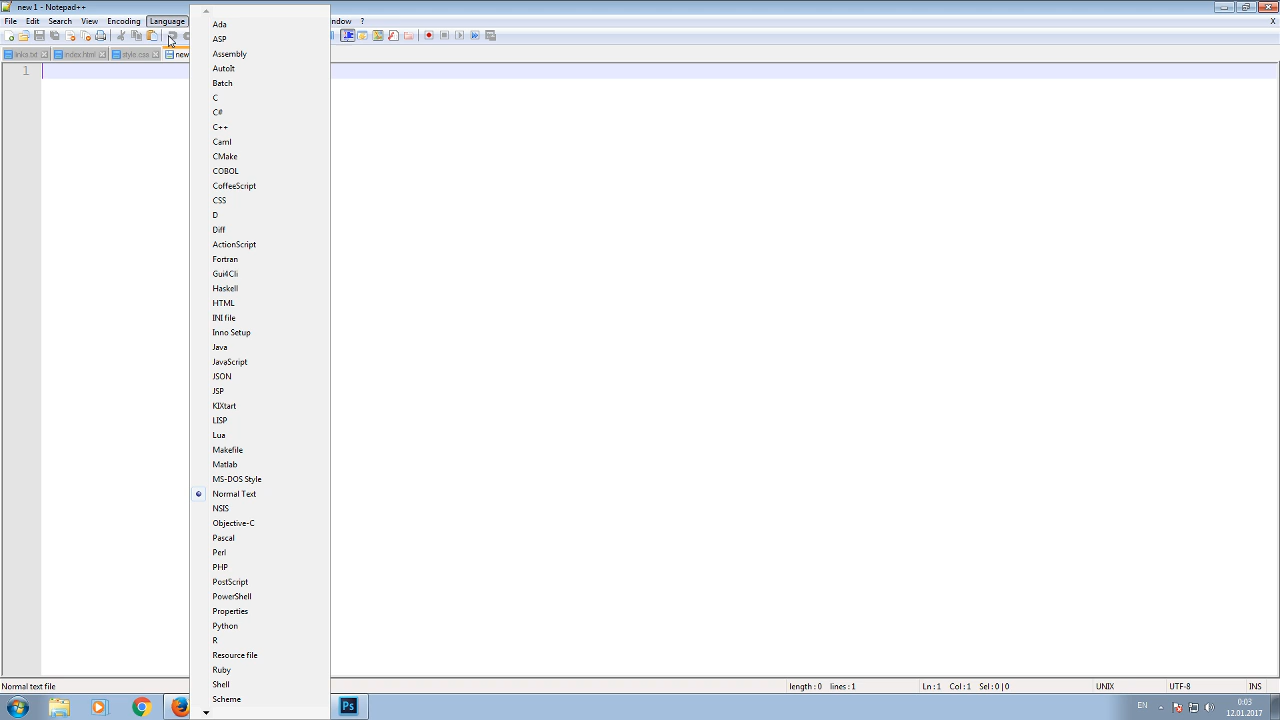 new 1 - Notepad++
File Edit Search View Encoding Language ndow ? X
links.txt index.html style.css new
1
Ada
ASP
Assembly
AutoIt
Batch
C
C#
C++
Caml
CMake
COBOL
CoffeeScript
CSS
D
Diff
ActionScript
Fortran
Gui4Cli
Haskell
HTML
INI file
Inno Setup
Java
JavaScript
JSON
JSP
KIXtart
LISP
Lua
Makefile
Matlab
MS-DOS Style
Normal Text
NSIS
Objective-C
Pascal
Perl
PHP
PostScript
PowerShell
Properties
Python
R
Resource file
Ruby
Shell
Scheme
Normal text file length : 0 lines : 1 Ln : 1 Col : 1 Sel : 0 | 0 UNIX UTF-8 INS
Ps EN 0:03
12.01.2017